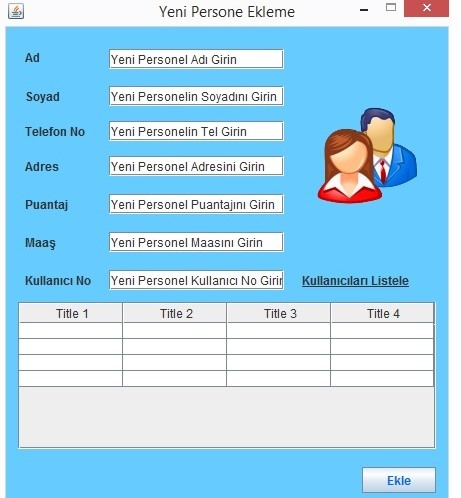 Yeni Persone Ekleme
Ad Yeni Personel Adı Girin
Soyad Yeni Personelin Soyadını Girin
Telefon No Yeni Personelin Tel Girin
Adres Yeni Personel Adresini Girin
Puantaj Yeni Personel Puantajını Girin
Maaş Yeni Personel Maasını Girin
Kullanıcı No Yeni Personel Kullanıcı No Girin Kullanıcıları Listele
Title 1 Title 2 Title 3 Title 4
Ekle